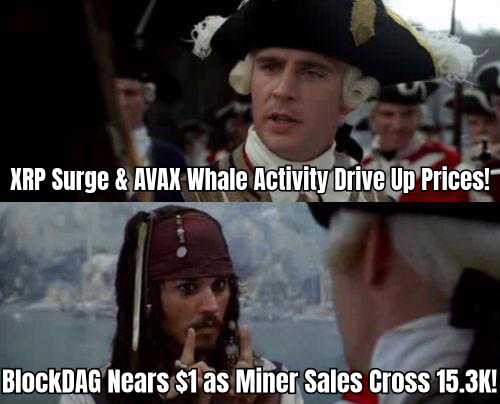 XRP Surge & AVAX Whale Activity Drive Up Prices!
BlockDAG Nears $1 as Miner Sales Cross 15.3K!